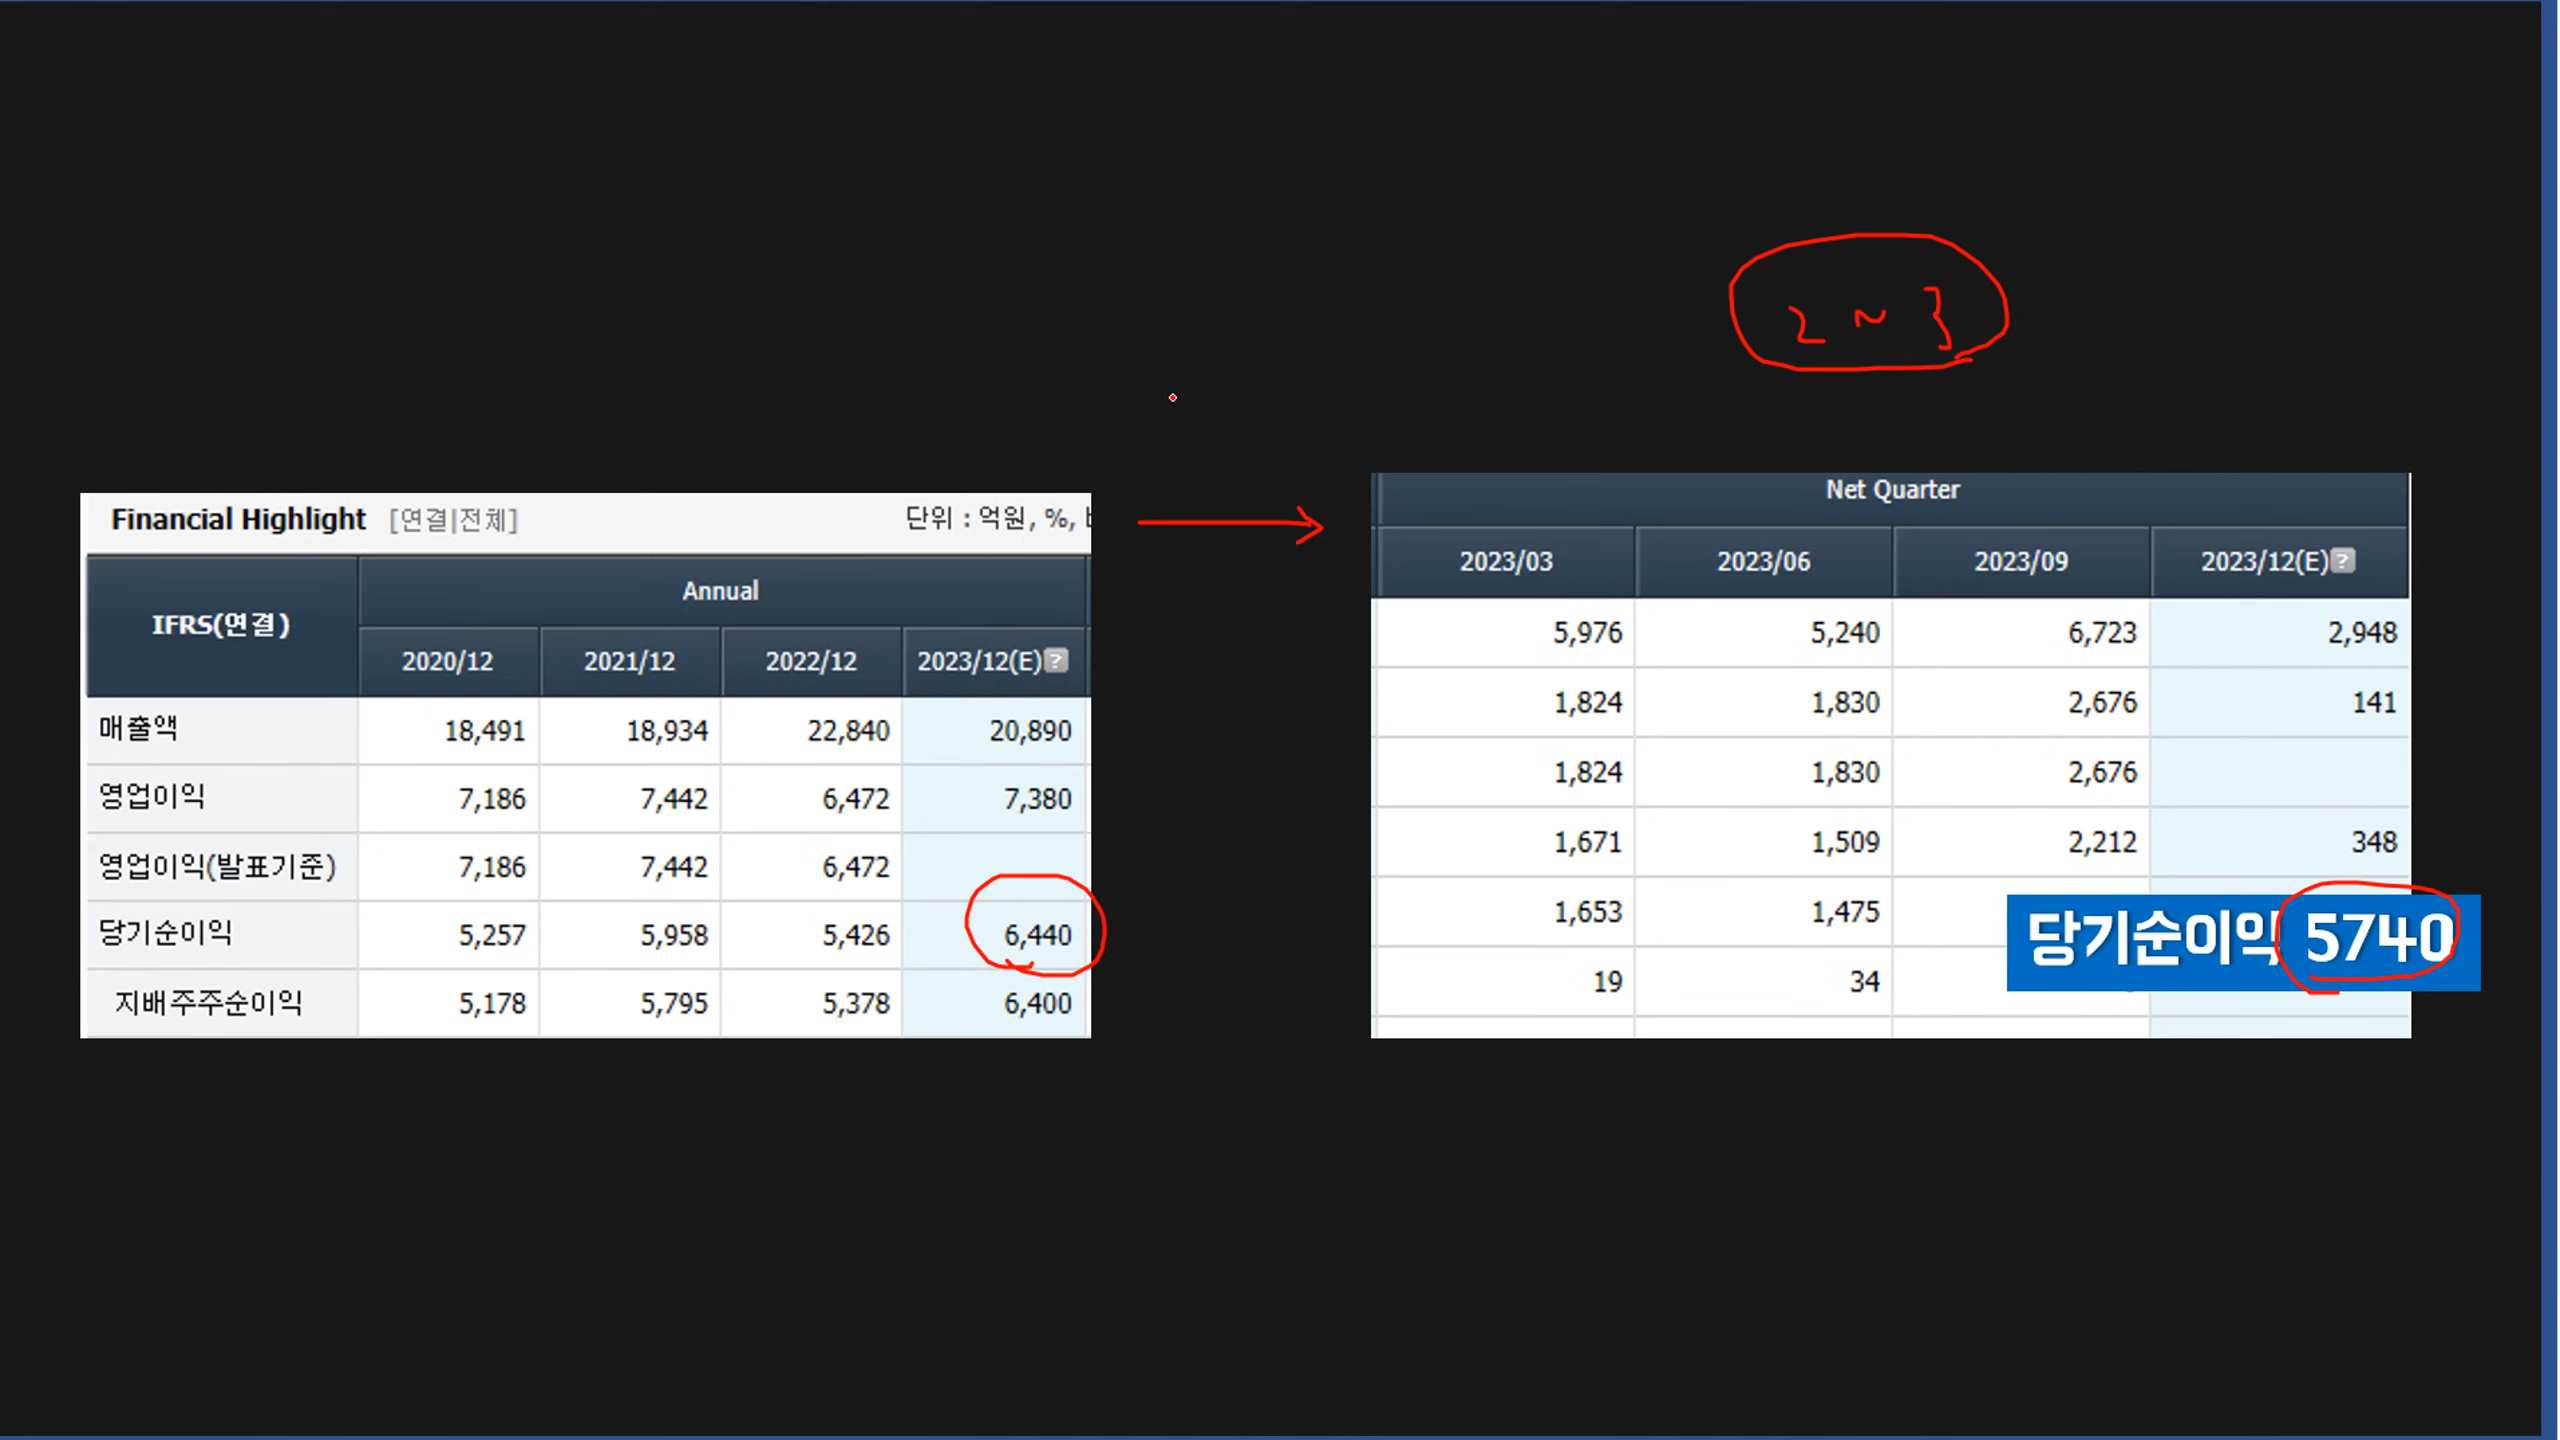 2 ~ 3
Financial Highlight [연결|전체] 단위 : 억원, %,
IFRS(연결) Annual
2020/12 2021/12 2022/12 2023/12(E)?
매출액 18,491 18,934 22,840 20,890
영업이익 7,186 7,442 6,472 7,380
영업이익(발표기준) 7,186 7,442 6,472
당기순이익 5,257 5,958 5,426 6,440
지배주주순이익 5,178 5,795 5,378 6,400
Net Quarter
2023/03 2023/06 2023/09 2023/12(E)?
5,976 5,240 6,723 2,948
1,824 1,830 2,676 141
1,824 1,830 2,676
1,671 1,509 2,212 348
1,653 1,475
당기순이익 5740
19 34